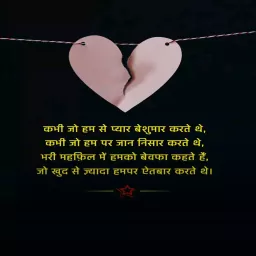 कभी जो हम से प्यार बेशुमार करते थे,
कभी जो हम पर जान निसार करते थे,
भरी महफ़िल में हमको बेवफा कहते हैं,
जो खुद से ज़्यादा हमपर ऐतबार करते थे।